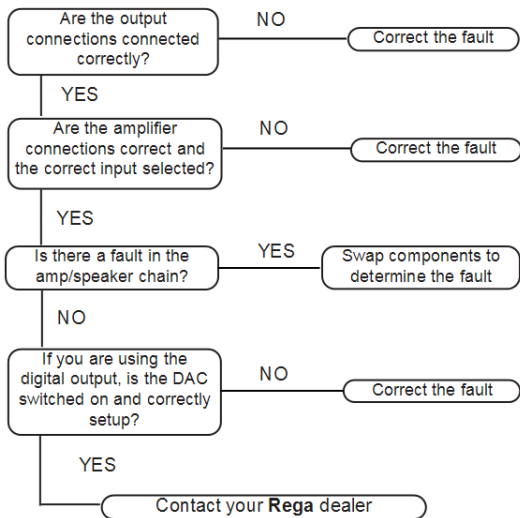 Are the output
connections connected
correctly?
NO
Correct the fault
YES
Are the amplifier
connections correct and
the correct input selected?
NO
Correct the fault
YES
Is there a fault in the
amp/speaker chain?
YES
Swap components to
determine the fault
NO
If you are using the
digital output, is the DAC
switched on and correctly
setup?
NO
Correct the fault
YES
Contact your Rega dealer